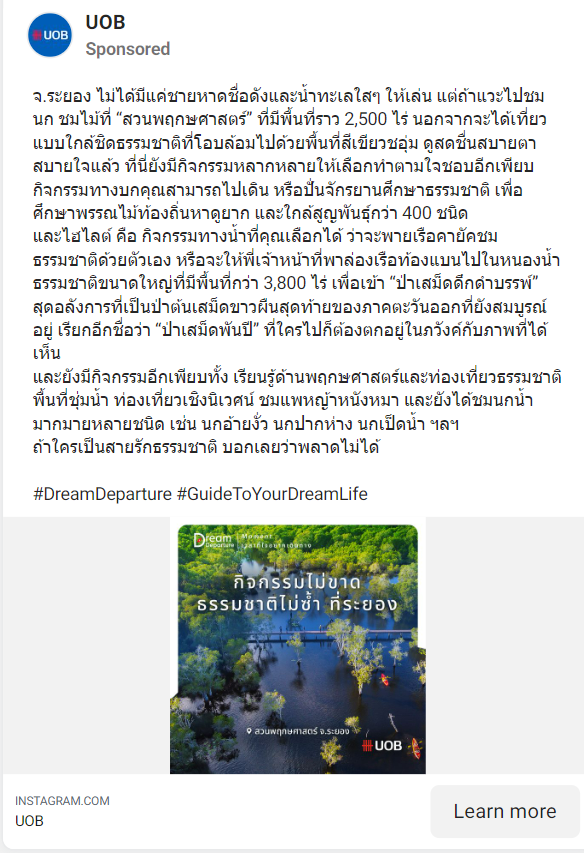 UOB
UOB
Sponsored
จ.ระยอง ไม่ได้มีแค่ชายหาดชื่อดังและน้ำทะเลใสๆ ให้เล่น แต่ถ้าแวะไปชม
นก ชมไม้ที่ “สวนพฤกษศาสตร์” ที่มีพื้นที่ราว 2,500 ไร่ นอกจากจะได้เที่ยว
แบบใกล้ชิดธรรมชาติที่โอบล้อมไปด้วยพื้นที่สีเขียวชอุ่ม ดูสดชื่นสบายตา
สบายใจแล้ว ที่นี่ยังมีกิจกรรมหลากหลายให้เลือกทำตามใจชอบอีกเพียบ
กิจกรรมทางบกคุณสามารถไปเดิน หรือปั่นจักรยานศึกษาธรรมชาติ เพื่อ
ศึกษาพรรณไม้ท้องถิ่นหาดูยาก และใกล้สูญพันธุ์กว่า 400 ชนิด
และไฮไลต์ คือ กิจกรรมทางน้ำที่คุณเลือกได้ ว่าจะพายเรือคายัคชม
ธรรมชาติด้วยตัวเอง หรือจะให้พี่เจ้าหน้าที่พาล่องเรือท้องแบนไปในหนองน้ำ
ธรรมชาติขนาดใหญ่ที่มีพื้นที่กว่า 3,800 ไร่ เพื่อเข้า “ป่าเสม็ดดึกดำบรรพ์”
สุดอลังการที่เป็นป่าต้นเสม็ดขาวผืนสุดท้ายของภาคตะวันออกที่ยังสมบูรณ์
อยู่ เรียกอีกชื่อว่า “ป่าเสม็ดพันปี” ที่ใครไปก็ต้องตกอยู่ในภวังค์กับภาพที่ได้
เห็น
และยังมีกิจกรรมอีกเพียบทั้ง เรียนรู้ด้านพฤกษศาสตร์และท่องเที่ยวธรรมชาติ
พื้นที่ชุ่มน้ำ ท่องเที่ยวเชิงนิเวศน์ ชมแพหญ้าหนังหมา และยังได้ชมนกน้ำ
มากมายหลายชนิด เช่น นกอ้ายงั่ว นกปากห่าง นกเป็ดน้ำ ฯลฯ
ถ้าใครเป็นสายรักธรรมชาติ บอกเลยว่าพลาดไม่ได้
#DreamDeparture #GuideToYourDreamLife
Dream Departure
Moment
กิจกรรมไม่ขาด
ธรรมชาติไม่ซ้ำ ที่ระยอง
สวนพฤกษศาสตร์ จ.ระยอง
UOB
INSTAGRAM.COM
UOB
Learn more